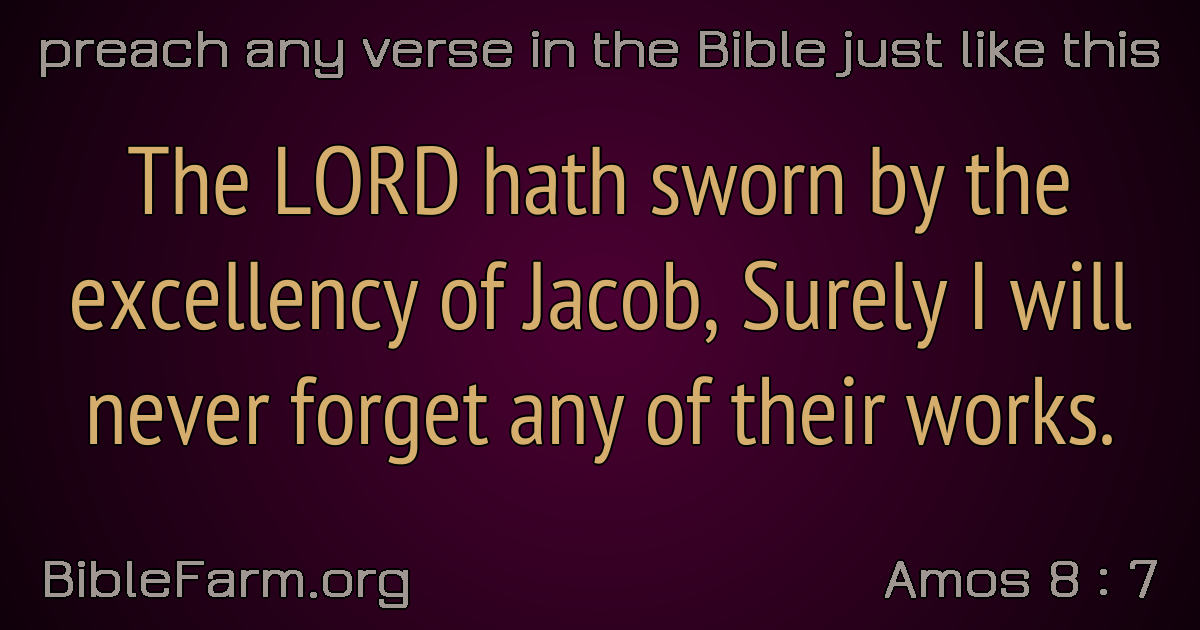 preach any verse in the Bible just like this
The LORD hath sworn by the
excellency of Jacob, Surely I will
never forget any of their works.
BibleFarm.org
Amos 8 : 7